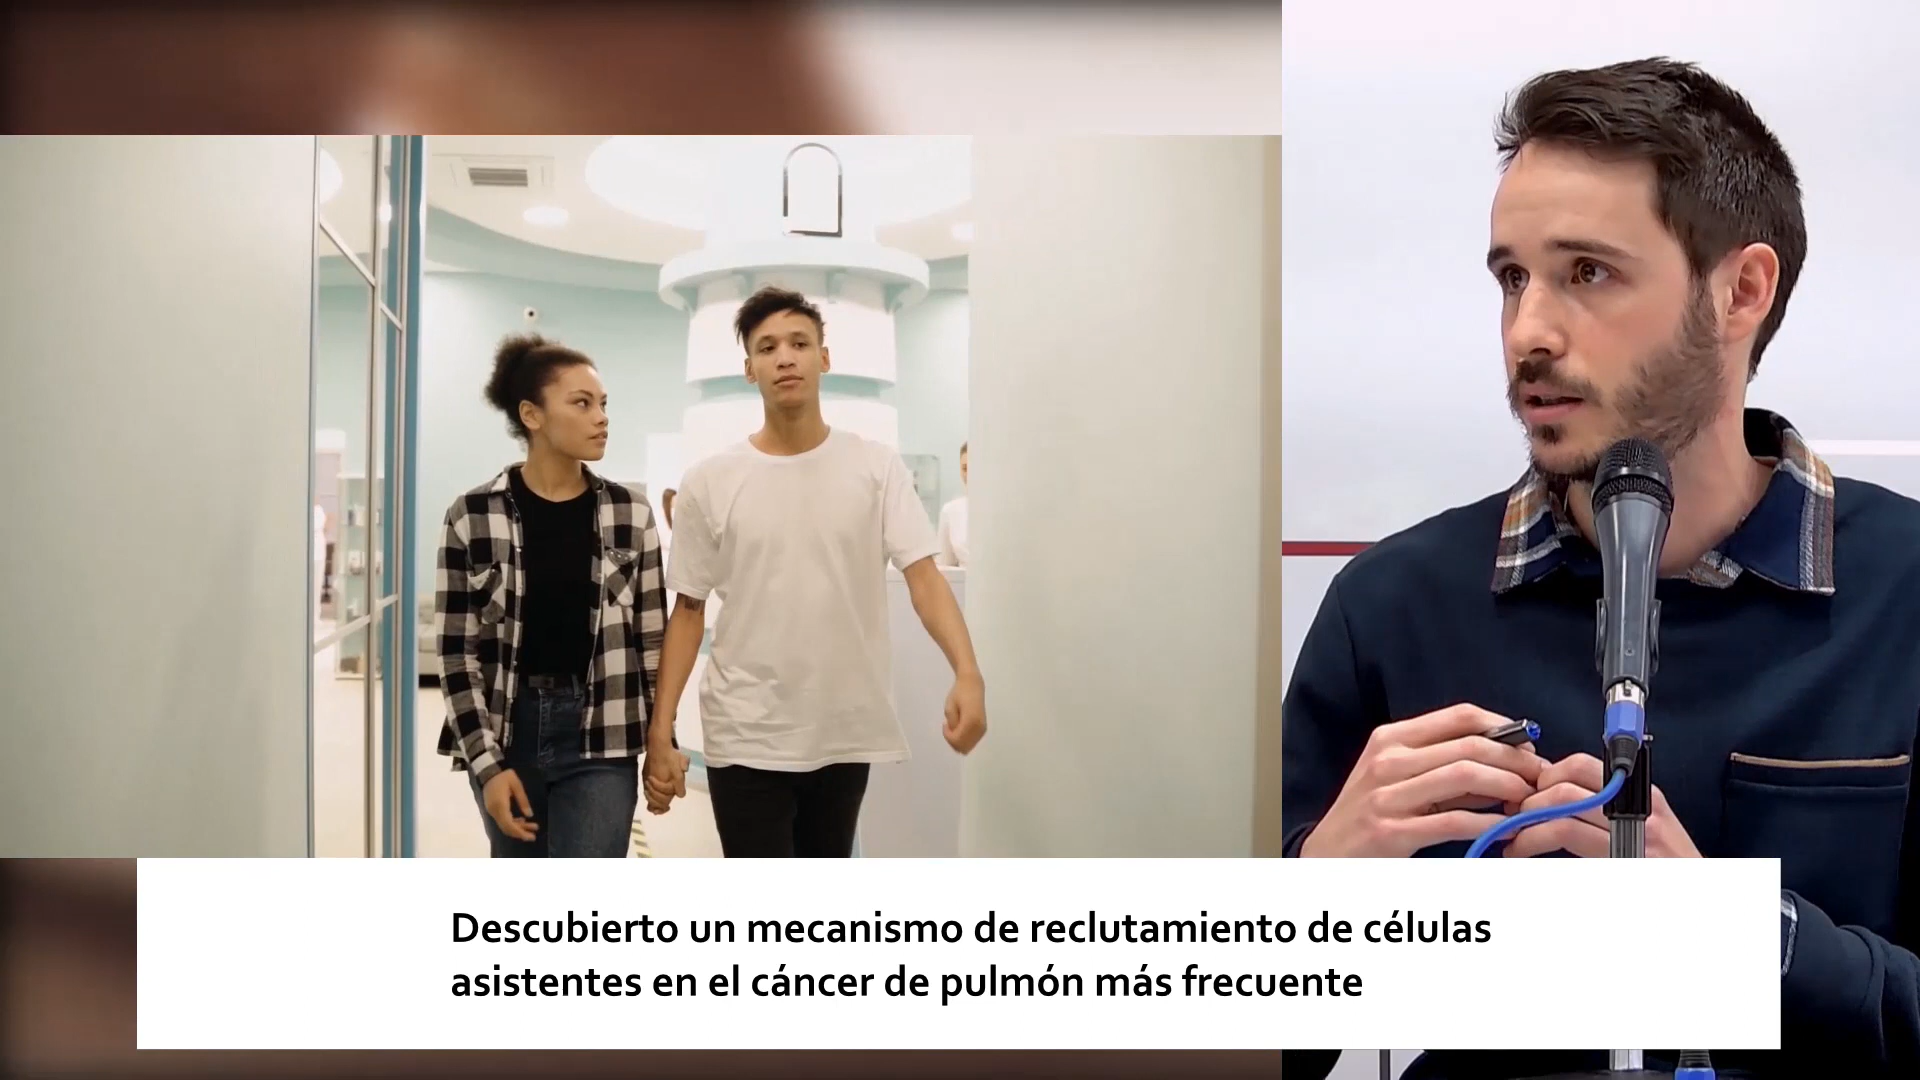 Descubierto un mecanismo de reclutamiento de células
asistentes en el cáncer de pulmón más frecuente